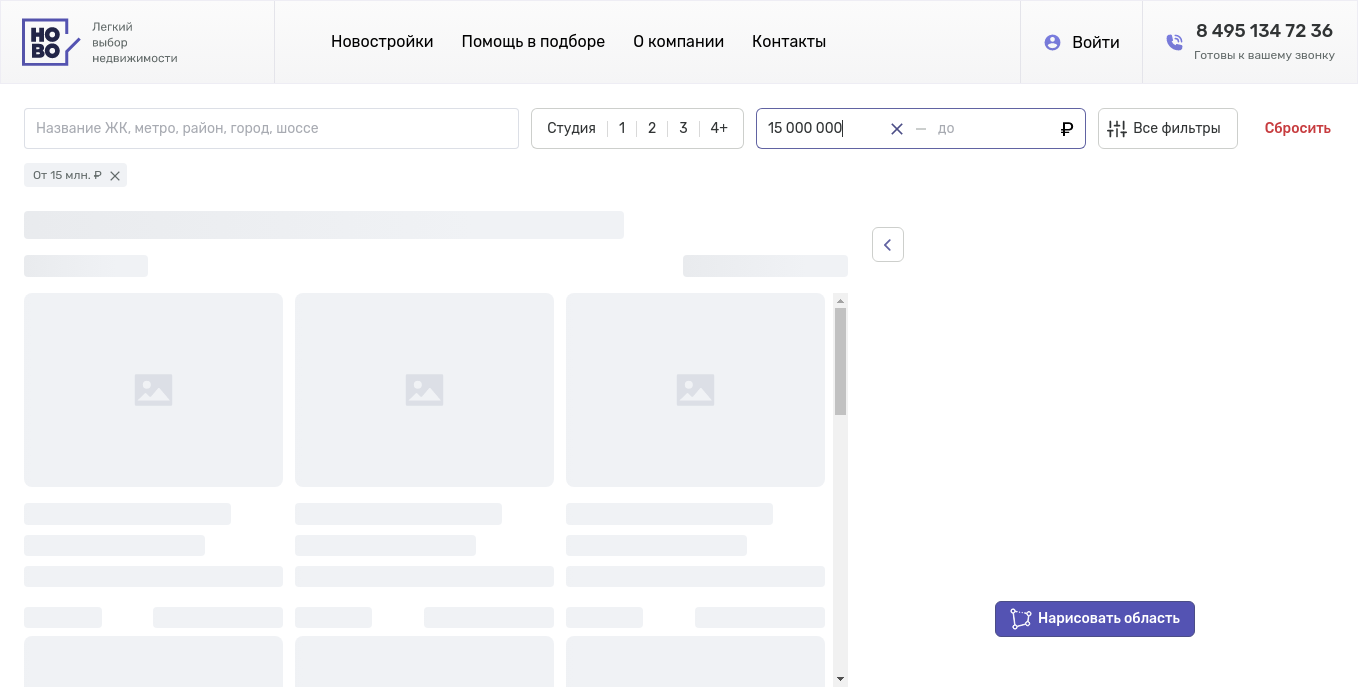 НО
ВО
Легкий
выбор
недвижимости
Новостройки Помощь в подборе О компании Контакты
Войти
8 495 134 72 36
Готовы к вашему звонку
Название ЖК, метро, район, город, шоссе
Студия 1 2 3 4+
15 000 000 — до ₽
Все фильтры
Сбросить
От 15 млн. ₽
Нарисовать область